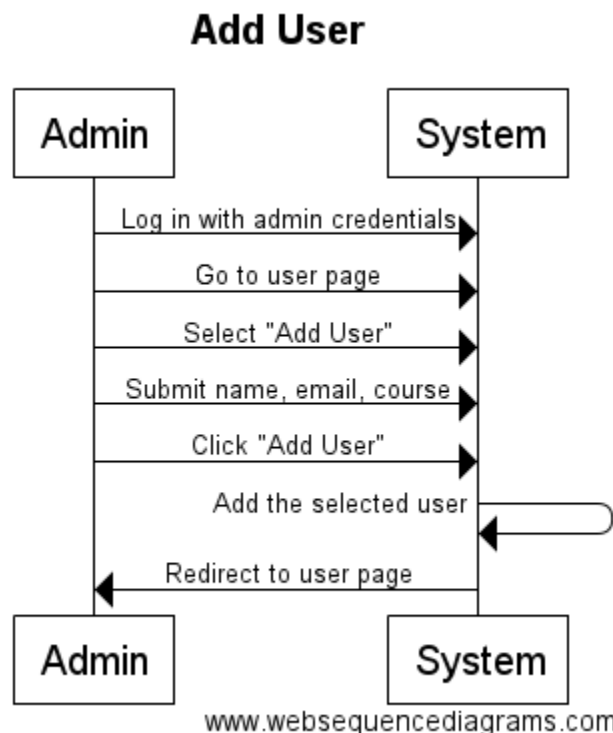 Add User
Admin System
Log in with admin credentials
Go to user page
Select "Add User"
Submit name, email, course
Click "Add User"
Add the selected user
Redirect to user page
Admin System
www.websequencediagrams.com